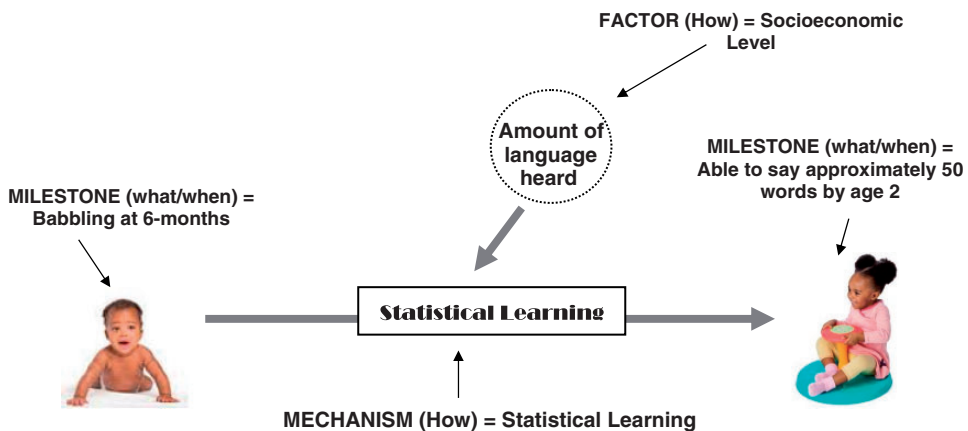 FACTOR (How) = Socioeconomic
Level
Amount of
language
heard
MILESTONE (what/when) =
Able to say approximately 50
words by age 2
MILESTONE (what/when) =
Babbling at 6-months
Statistical Learning
MECHANISM (How) = Statistical Learning